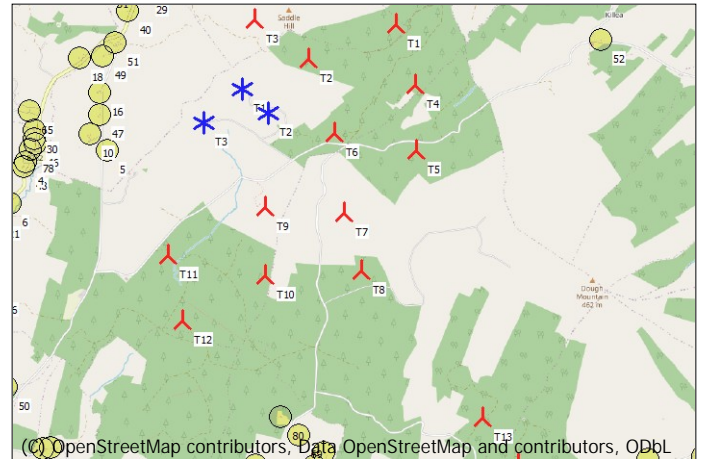 29
40
T3
Saddle
Hill
T1
Killea
52
51
T2
18
49
T4
16
T1
47
T2
T3
65
30
10
T6
T5
78
5
4
6
T9
T7
T11
T10
T8
Dough
Mountain
462 m
T12
50
80
T13
(C) OpenStreetMap contributors, Data OpenStreetMap and contributors, ODbL